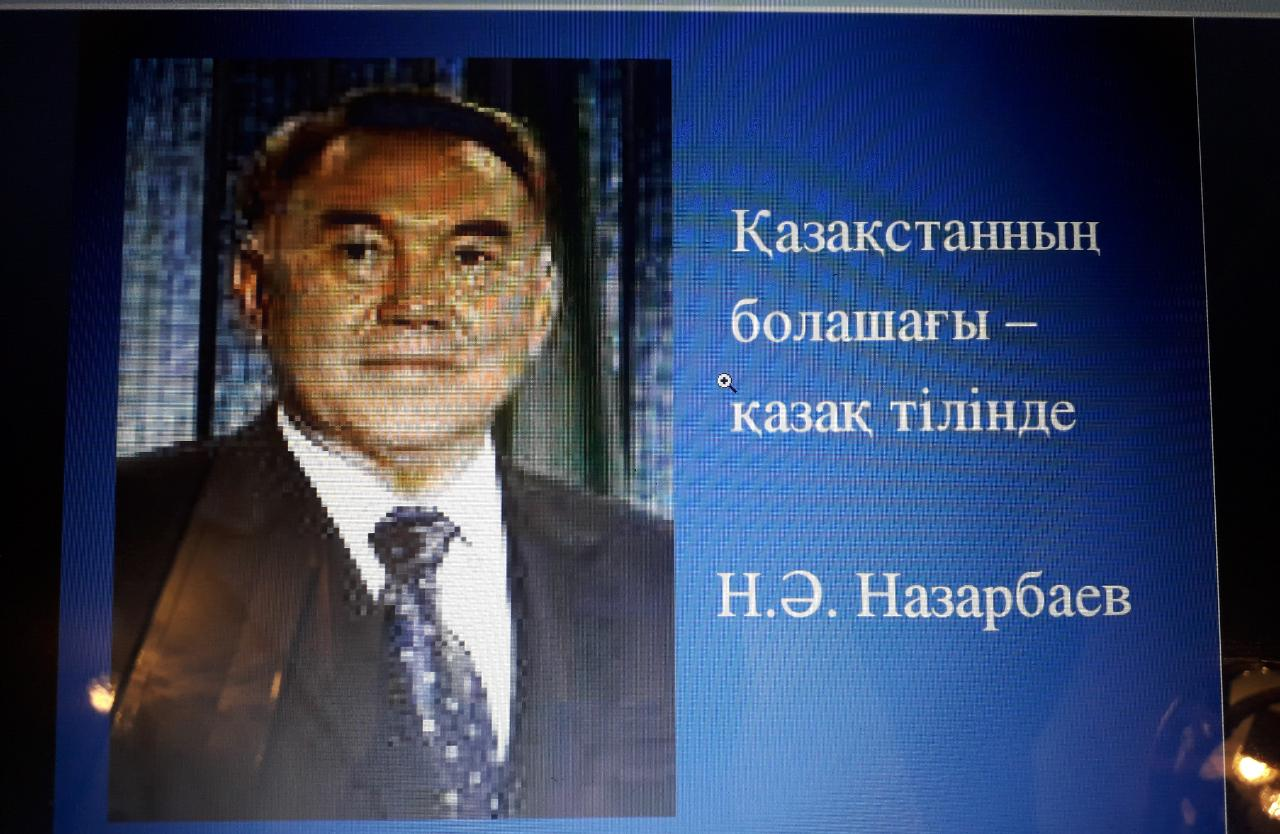 Қазақстанның
болашағы –
қазақ тілінде
Н.Ә. Назарбаев